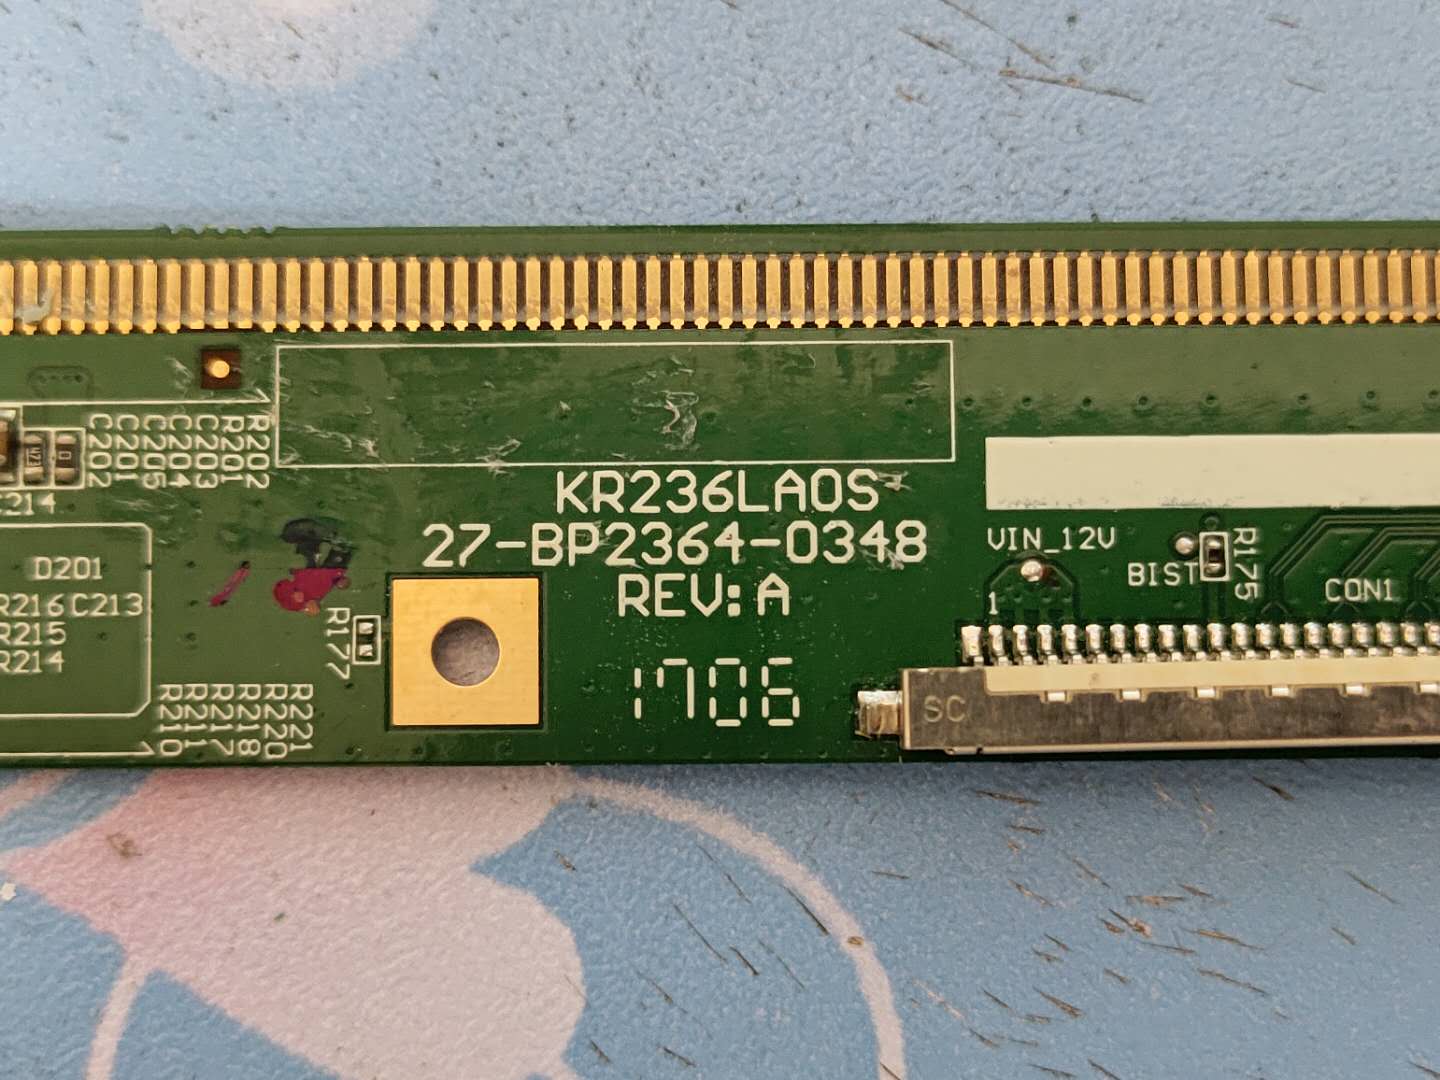 KR236LA0S
27-BP2364-0348
REV:A
1706
VIN_12V
1
BIST
R175
CON1
SC
R202
R201
C203
C204
C205
C201
C202
C214
D201
R216 C213
R215
R214
R177
R210
R211
R217
R218
R220
R221